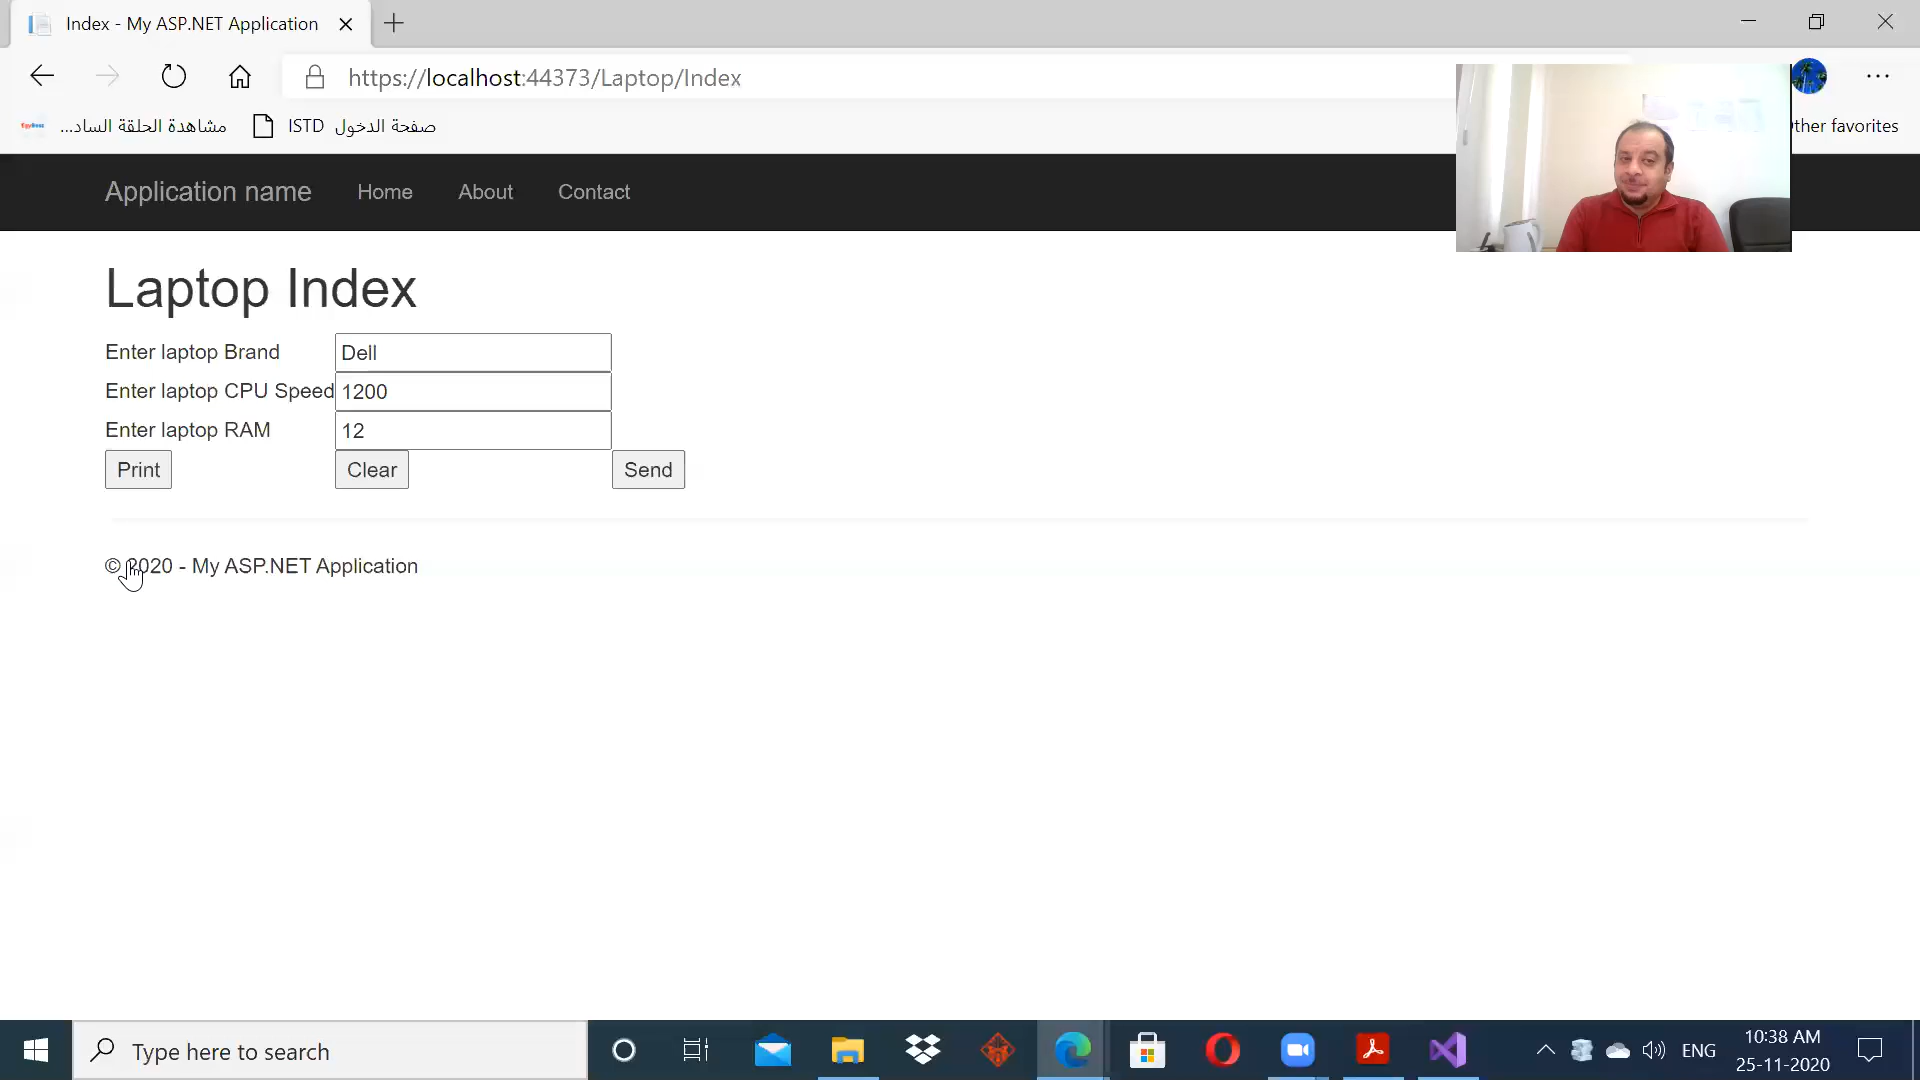 Index - My ASP.NET Application
https://localhost:44373/Laptop/Index
مشاهدة الحلقة الساد...
صفحة الدخول ISTD
ther favorites
Application name Home About Contact
Laptop Index
Enter laptop Brand Dell
Enter laptop CPU Speed 1200
Enter laptop RAM 12
Print Clear Send
© 2020 - My ASP.NET Application
Type here to search
ENG
10:38 AM
25-11-2020